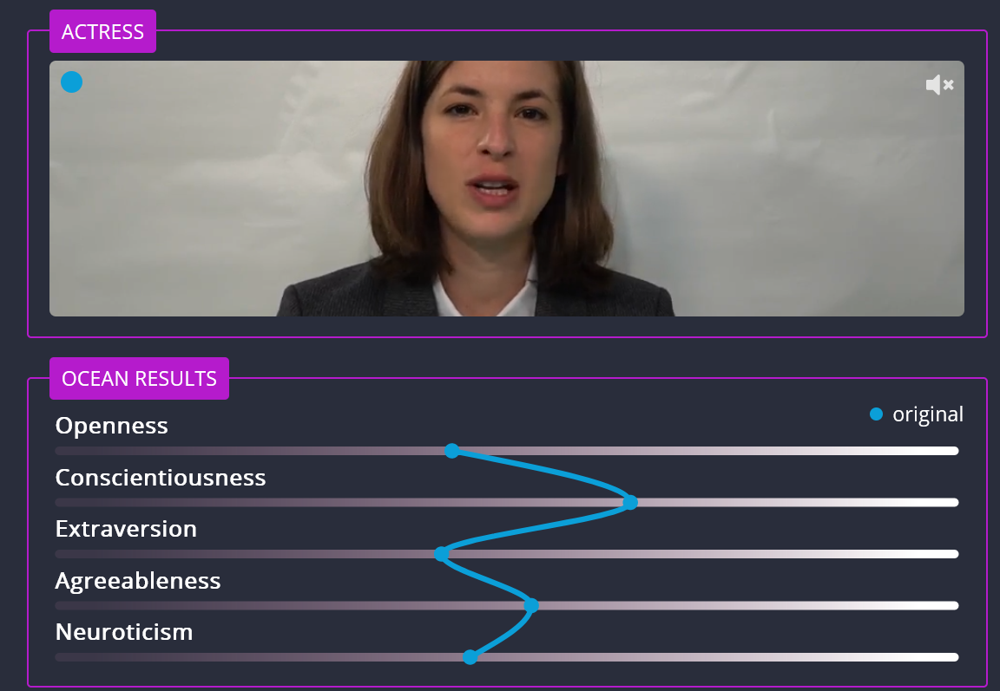 ACTRESS
OCEAN RESULTS
original
Openness
Conscientiousness
Extraversion
Agreeableness
Neuroticism